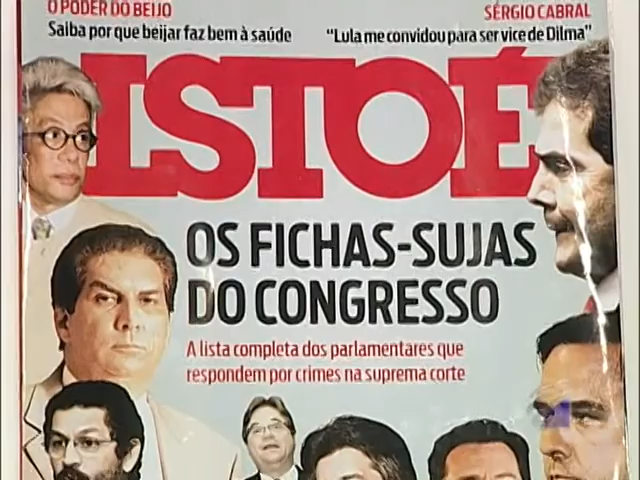 O PODER DO BEIJO
Saiba por que beijar faz bem à saúde
SÉRGIO CABRAL
“Lula me convidou para ser vice de Dilma”
ISTOÉ
OS FICHAS-SUJAS
DO CONGRESSO
A lista completa dos parlamentares que
respondem por crimes na suprema corte